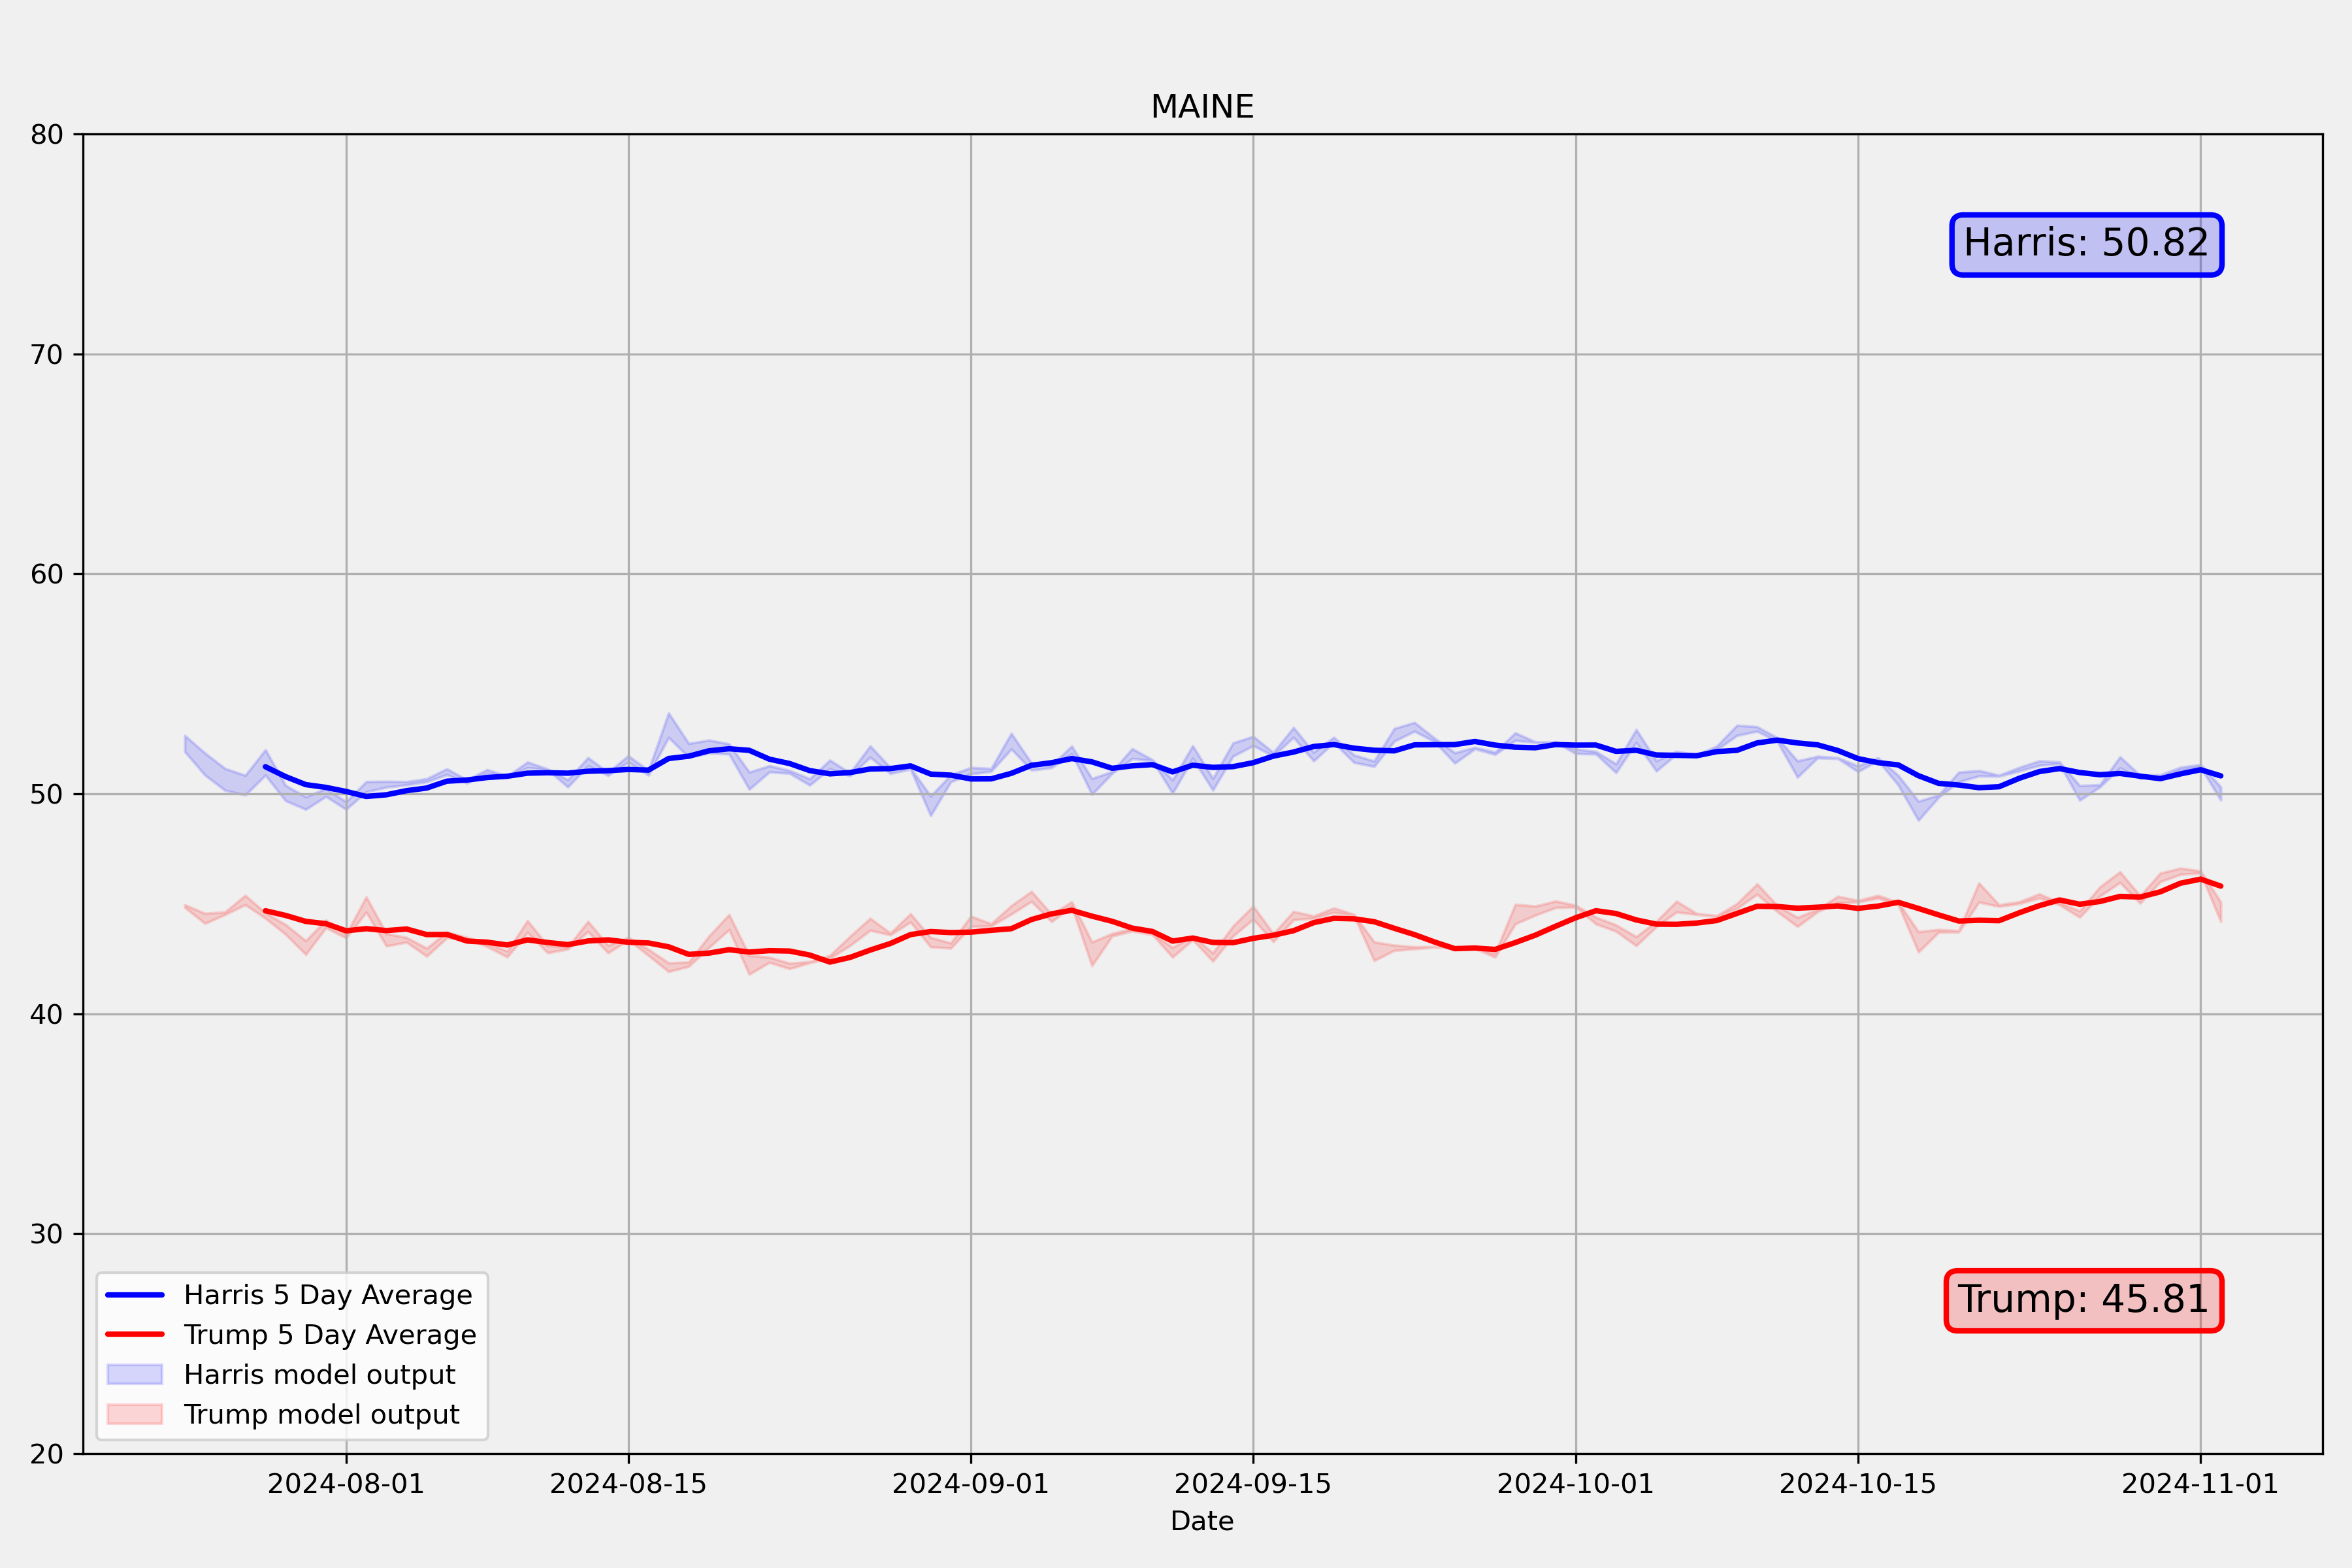 MAINE
80
70
60
50
40
30
20
Harris: 50.82
Trump: 45.81
Harris 5 Day Average
Trump 5 Day Average
Harris model output
Trump model output
2024-08-01 2024-08-15 2024-09-01 2024-09-15 2024-10-01 2024-10-15 2024-11-01
Date